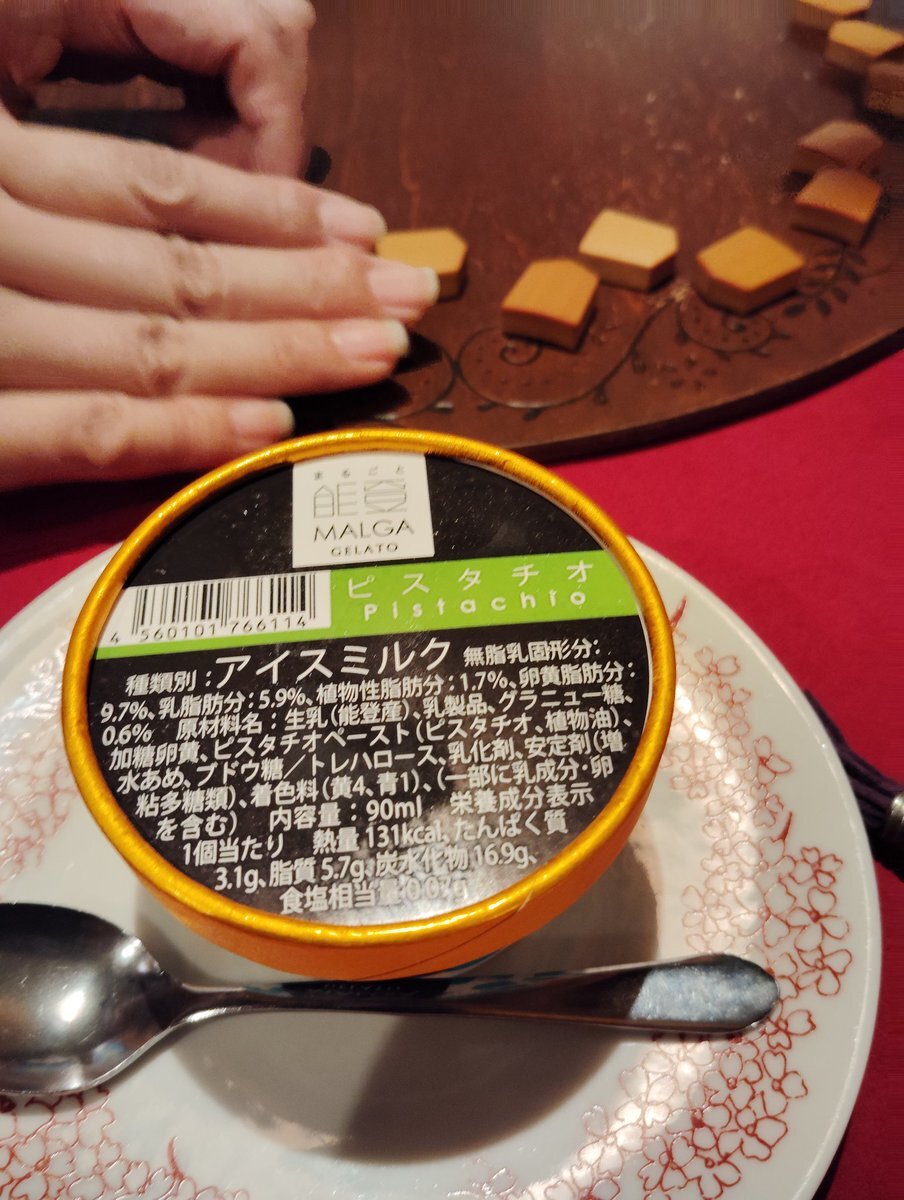 まるごと
能登
MALGA
GELATO
ピスタチオ
Pistachio
4 560101 766114
種類別：アイスミルク 無脂乳固形分：
9.7%、乳脂肪分：5.9%、植物性脂肪分：1.7%、卵黄脂肪分：
0.6% 原材料名：生乳（能登産）、乳製品、グラニュー糖、
加糖卵黄、ピスタチオペースト（ピスタチオ、植物油）、
水あめ、ブドウ糖／トレハロース、乳化剤、安定剤（増
粘多糖類）、着色料（黄4、青1）、（一部に乳成分・卵
を含む） 内容量：90ml 栄養成分表示
1個当たり 熱量 131kcal、たんぱく質
3.1g、脂質 5.7g、炭水化物 16.9g、
食塩相当量 0.07g